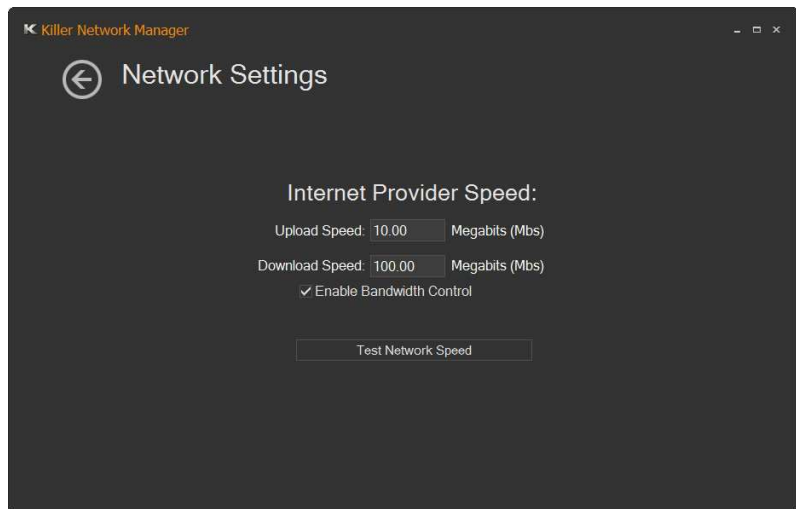 Killer Network Manager
Network Settings
Internet Provider Speed:
Upload Speed: 10.00 Megabits (Mbs)
Download Speed: 100.00 Megabits (Mbs)
Enable Bandwidth Control
Test Network Speed